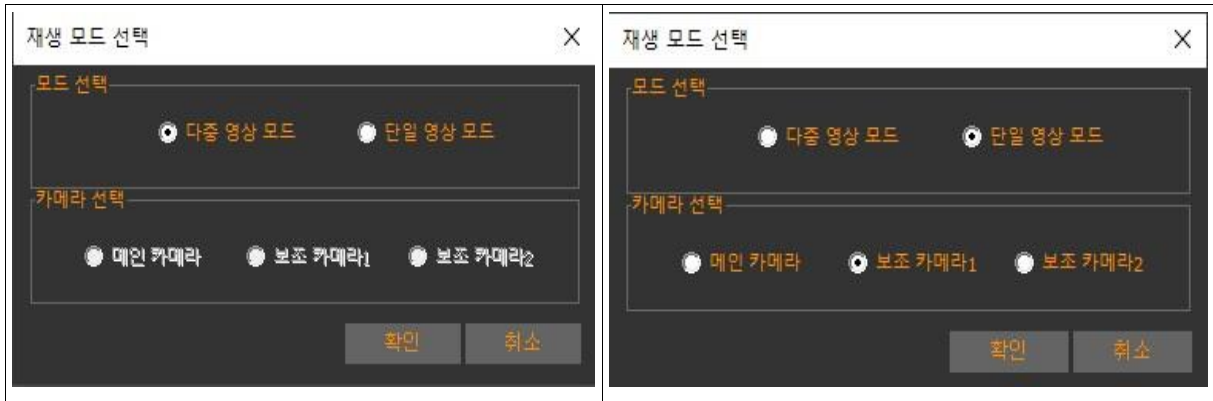 재생 모드 선택
모드 선택
다중 영상 모드 단일 영상 모드
카메라 선택
메인 카메라 보조 카메라1 보조 카메라2
확인 취소
재생 모드 선택
모드 선택
다중 영상 모드 단일 영상 모드
카메라 선택
메인 카메라 보조 카메라1 보조 카메라2
확인 취소